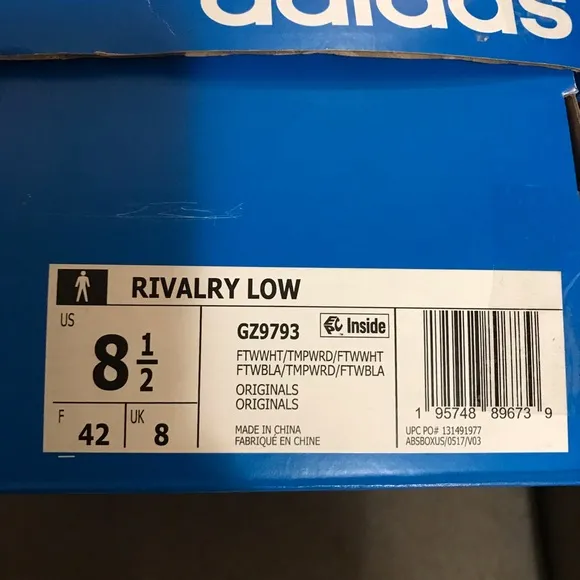 adidas
RIVALRY LOW
US
8 1/2
F 42
UK 8
GZ9793
EC Inside
FTWWHT/TMPWRD/FTWWHT
FTWBLA/TMPWRD/FTWBLA
ORIGINALS
ORIGINALS
MADE IN CHINA
FABRIQUÉ EN CHINE
1 95748 89673 9
UPC PO# 131491977
ABSBOXUS/0517/V03